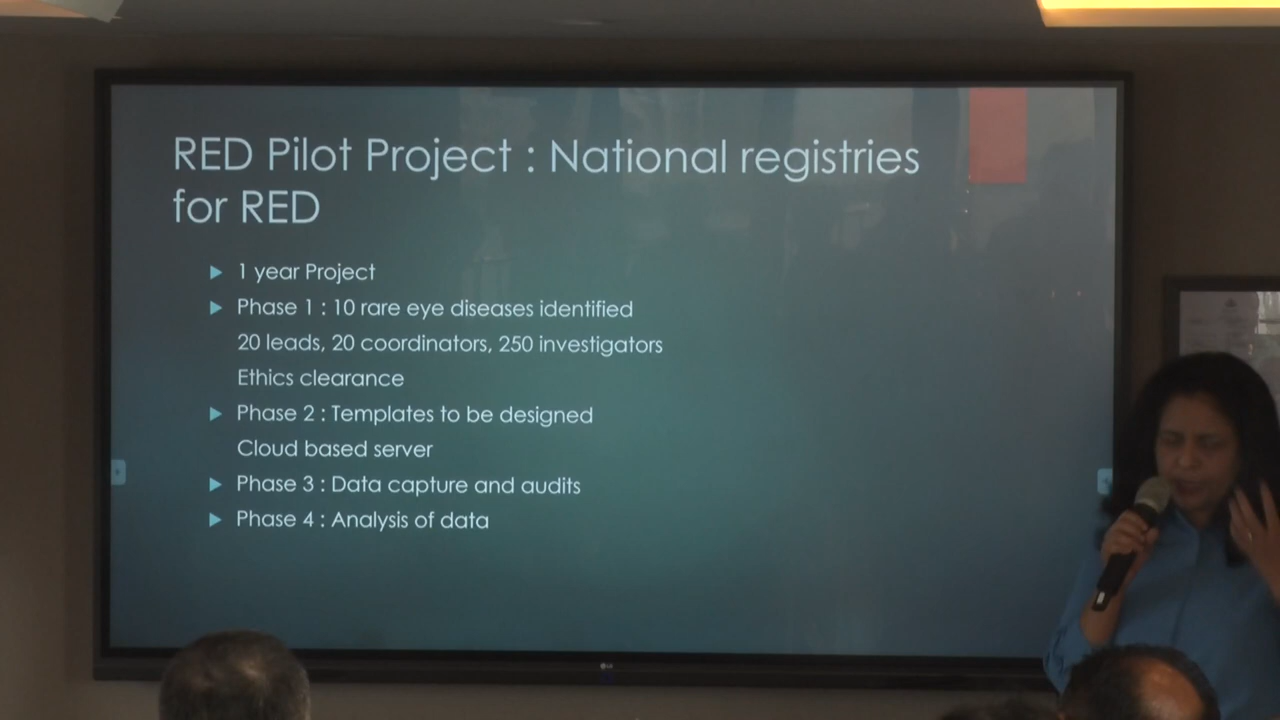 RED Pilot Project : National registries
for RED
1 year Project
Phase 1 : 10 rare eye diseases identified
20 leads, 20 coordinators, 250 investigators
Ethics clearance
Phase 2 : Templates to be designed
Cloud based server
Phase 3 : Data capture and audits
Phase 4 : Analysis of data
LG